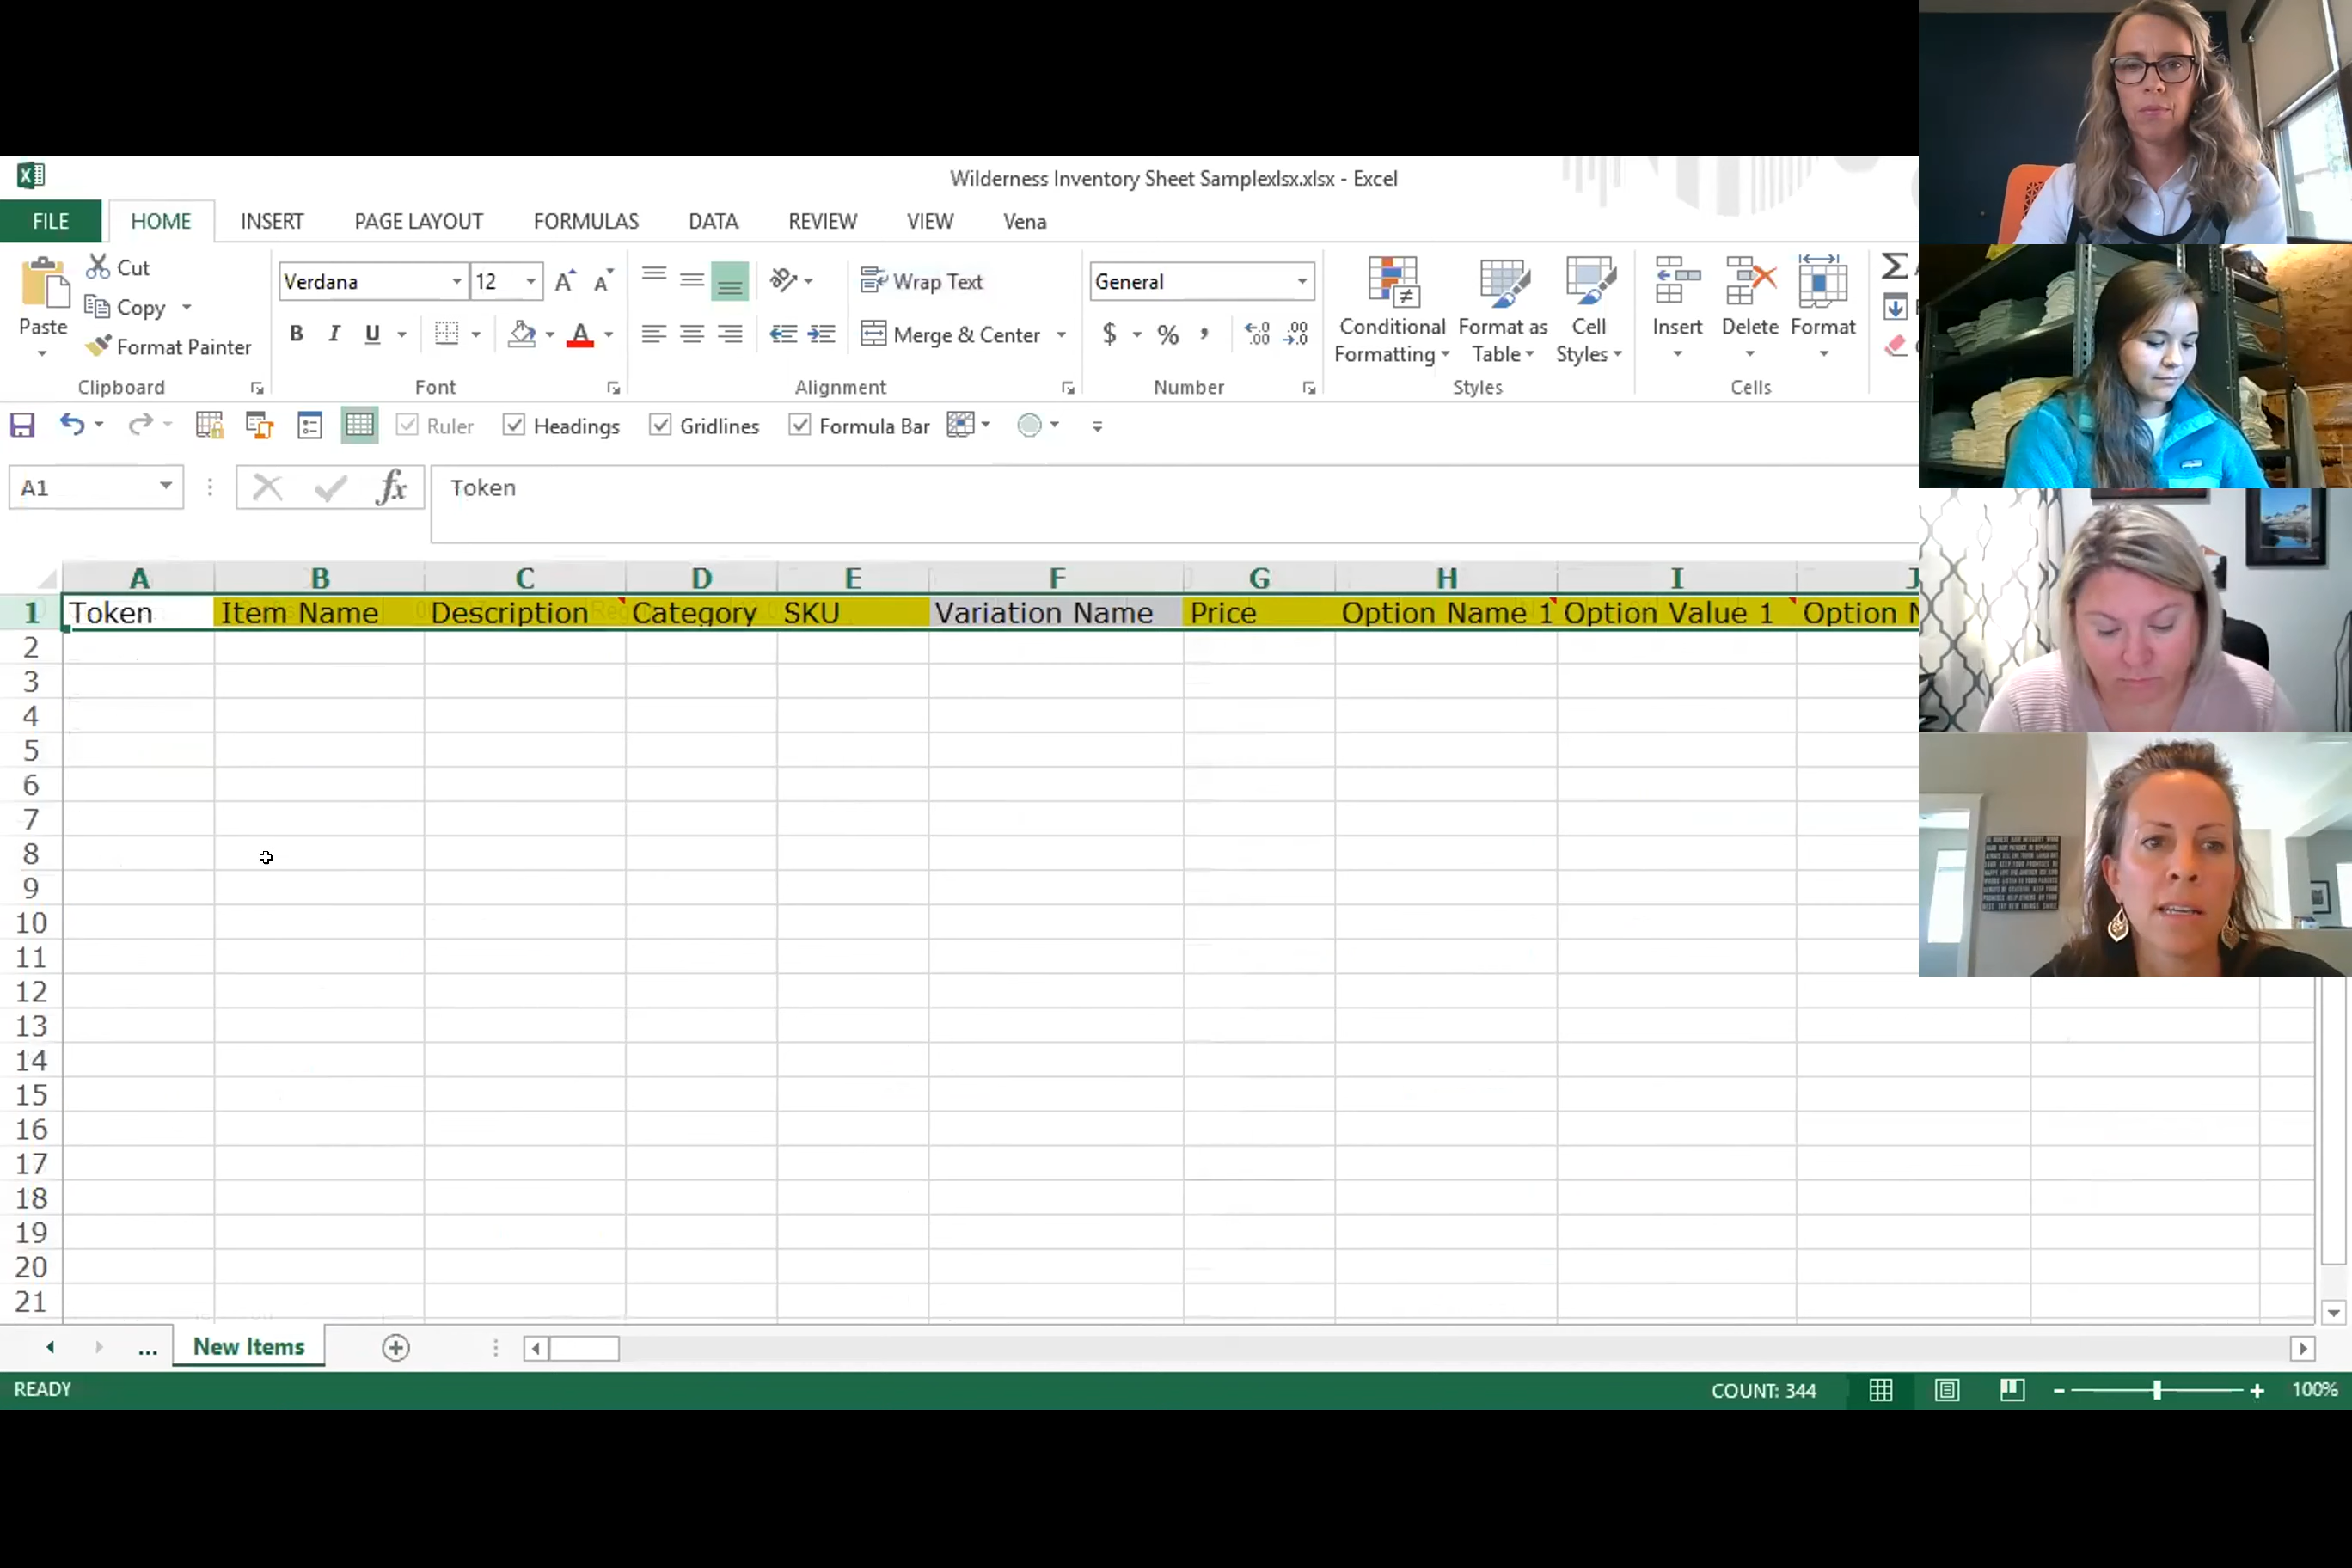 Wilderness Inventory Sheet Samplexlsx.xlsx - Excel
FILE HOME INSERT PAGE LAYOUT FORMULAS DATA REVIEW VIEW Vena
Paste
Cut
Copy
Format Painter
Clipboard
Verdana 12
B I U
Font
Wrap Text
Merge & Center
Alignment
General
$ % ,
Number
Conditional Formatting
Format as Table
Cell Styles
Styles
Insert
Delete
Format
Cells
Ruler Headings Gridlines Formula Bar
A1 fx Token
A B C D E F G H I J
1 Token Item Name Description Category SKU Variation Name Price Option Name 1 Option Value 1 Option N
2
3
4
5
6
7
8
9
10
11
12
13
14
15
16
17
18
19
20
21
... New Items
READY COUNT: 344 100%